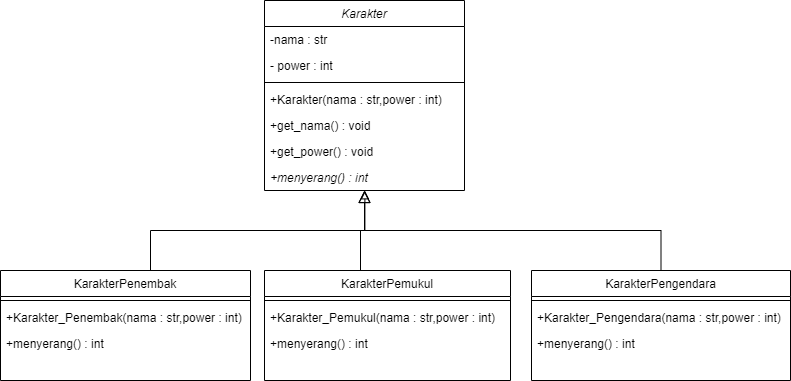 Karakter
-nama : str
- power : int
+Karakter(nama : str,power : int)
+get_nama() : void
+get_power() : void
+menyerang() : int
KarakterPenembak
+Karakter_Penembak(nama : str,power : int)
+menyerang() : int
KarakterPemukul
+Karakter_Pemukul(nama : str,power : int)
+menyerang() : int
KarakterPengendara
+Karakter_Pengendara(nama : str,power : int)
+menyerang() : int